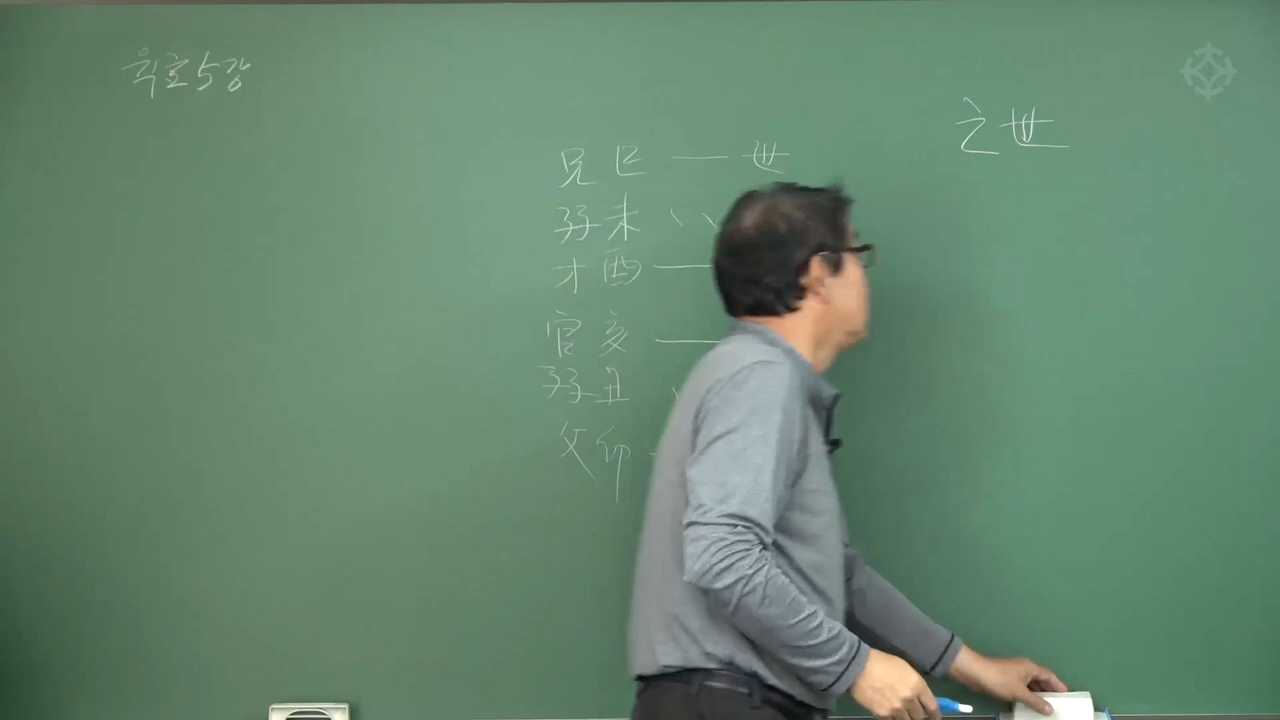 육효 5강
之世
兄巳 — 世
孫未 、、
才酉 —
官亥 —
孫丑 、
父卯 -